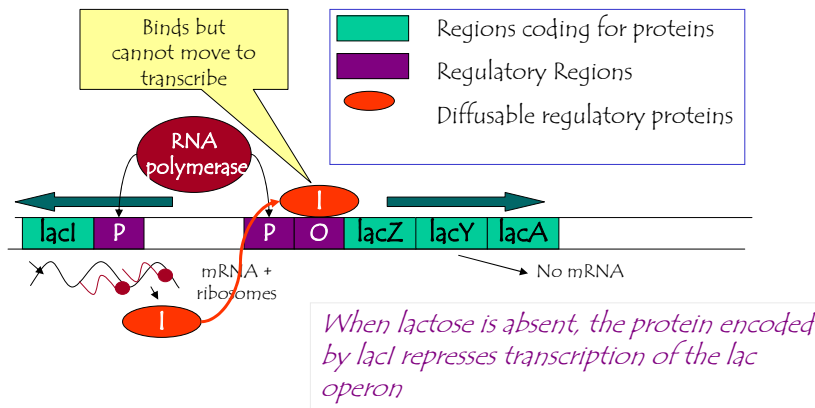 Binds but
cannot move to
transcribe
Regions coding for proteins
Regulatory Regions
Diffusable regulatory proteins
RNA
polymerase
I
lacI P P O lacZ lacY lacA
mRNA +
ribosomes
No mRNA
I
When lactose is absent, the protein encoded
by lacI represses transcription of the lac
operon